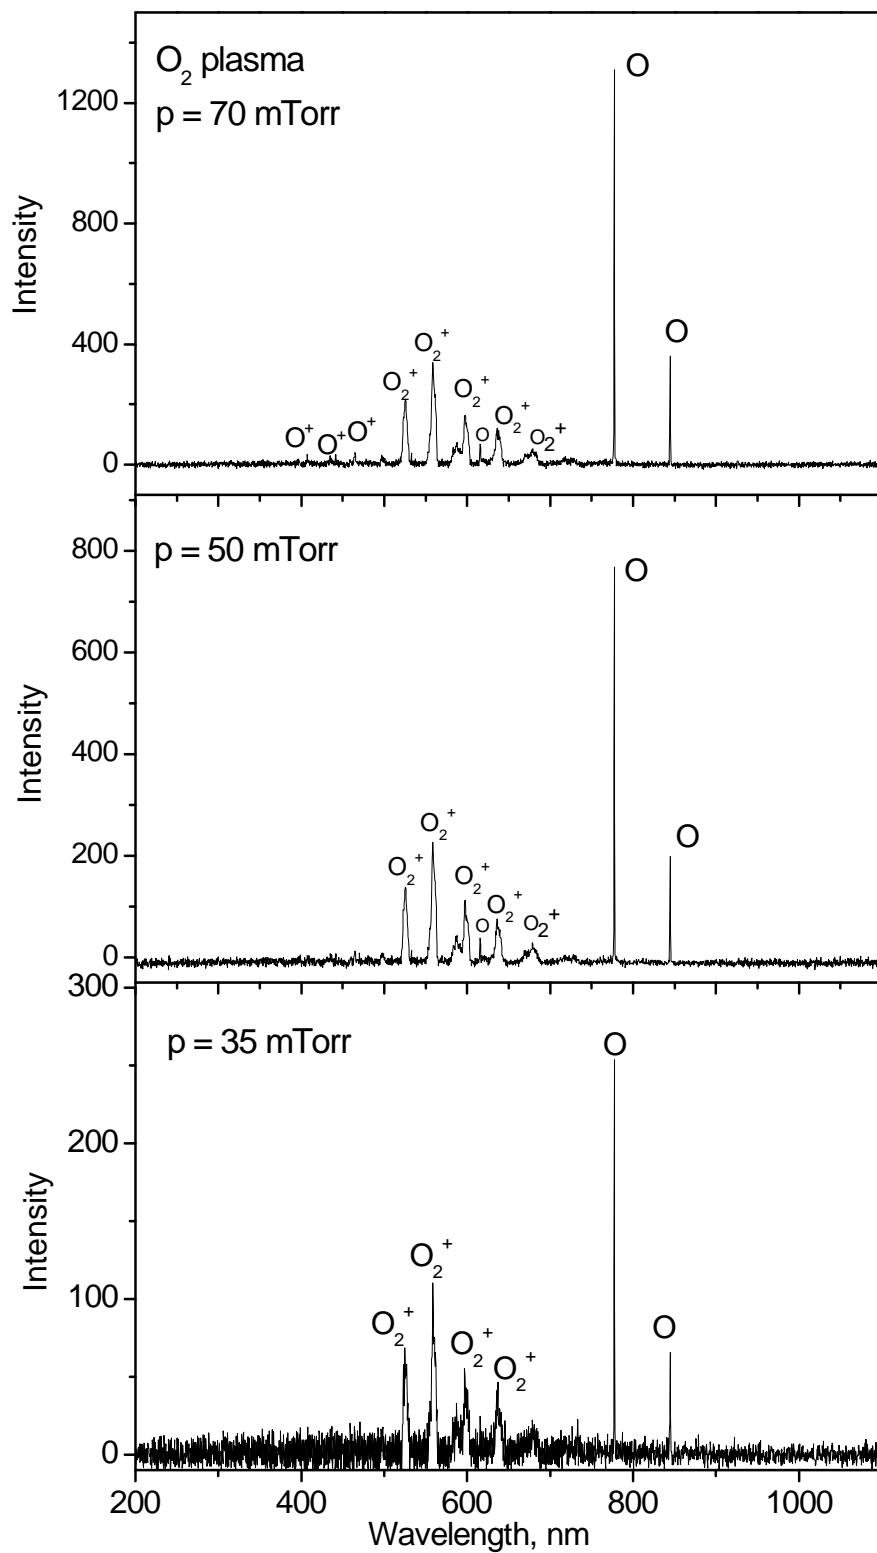 O₂ plasma
p = 70 mTorr
Intensity
1200
800
400
0
O
O
O⁺
O⁺
O⁺
O₂⁺
O₂⁺
O₂⁺
O
O₂⁺
O₂⁺
p = 50 mTorr
Intensity
800
600
400
200
0
O
O
O₂⁺
O₂⁺
O₂⁺
O
O₂⁺
O₂⁺
p = 35 mTorr
Intensity
300
200
100
0
O
O
O₂⁺
O₂⁺
O₂⁺
O₂⁺
200 400 600 800 1000
Wavelength, nm